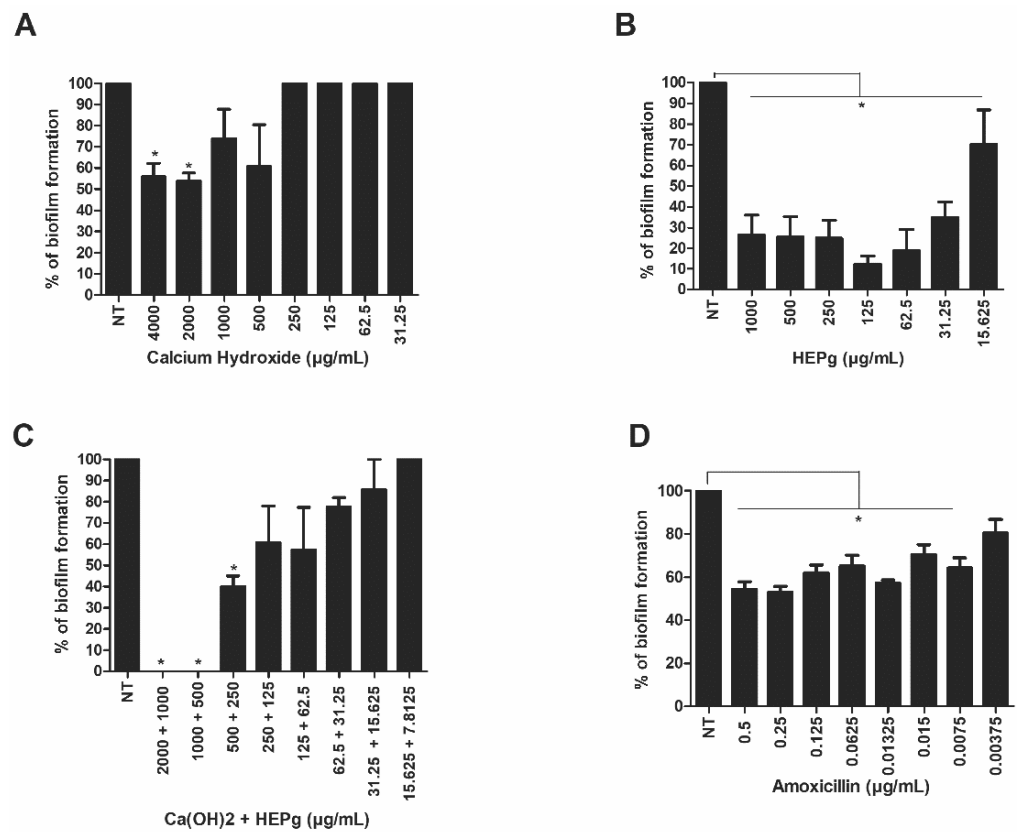 A
% of biofilm formation
100
90
80
70
60
50
40
30
20
10
0
* *
NT 4000 2000 1000 500 250 125 62.5 31.25
Calcium Hydroxide (µg/mL)
B
% of biofilm formation
100
90
80
70
60
50
40
30
20
10
0
*
NT 1000 500 250 125 62.5 31.25 15.625
HEPg (µg/mL)
C
% of biofilm formation
100
90
80
70
60
50
40
30
20
10
0
* * *
NT 2000 + 1000 1000 + 500 500 + 250 250 + 125 125 + 62.5 62.5 + 31.25 31.25 + 15.625 15.625 + 7.8125
Ca(OH)2 + HEPg (µg/mL)
D
% of biofilm formation
100
80
60
40
20
0
*
NT 0.5 0.25 0.125 0.0625 0.01325 0.015 0.0075 0.00375
Amoxicillin (µg/mL)